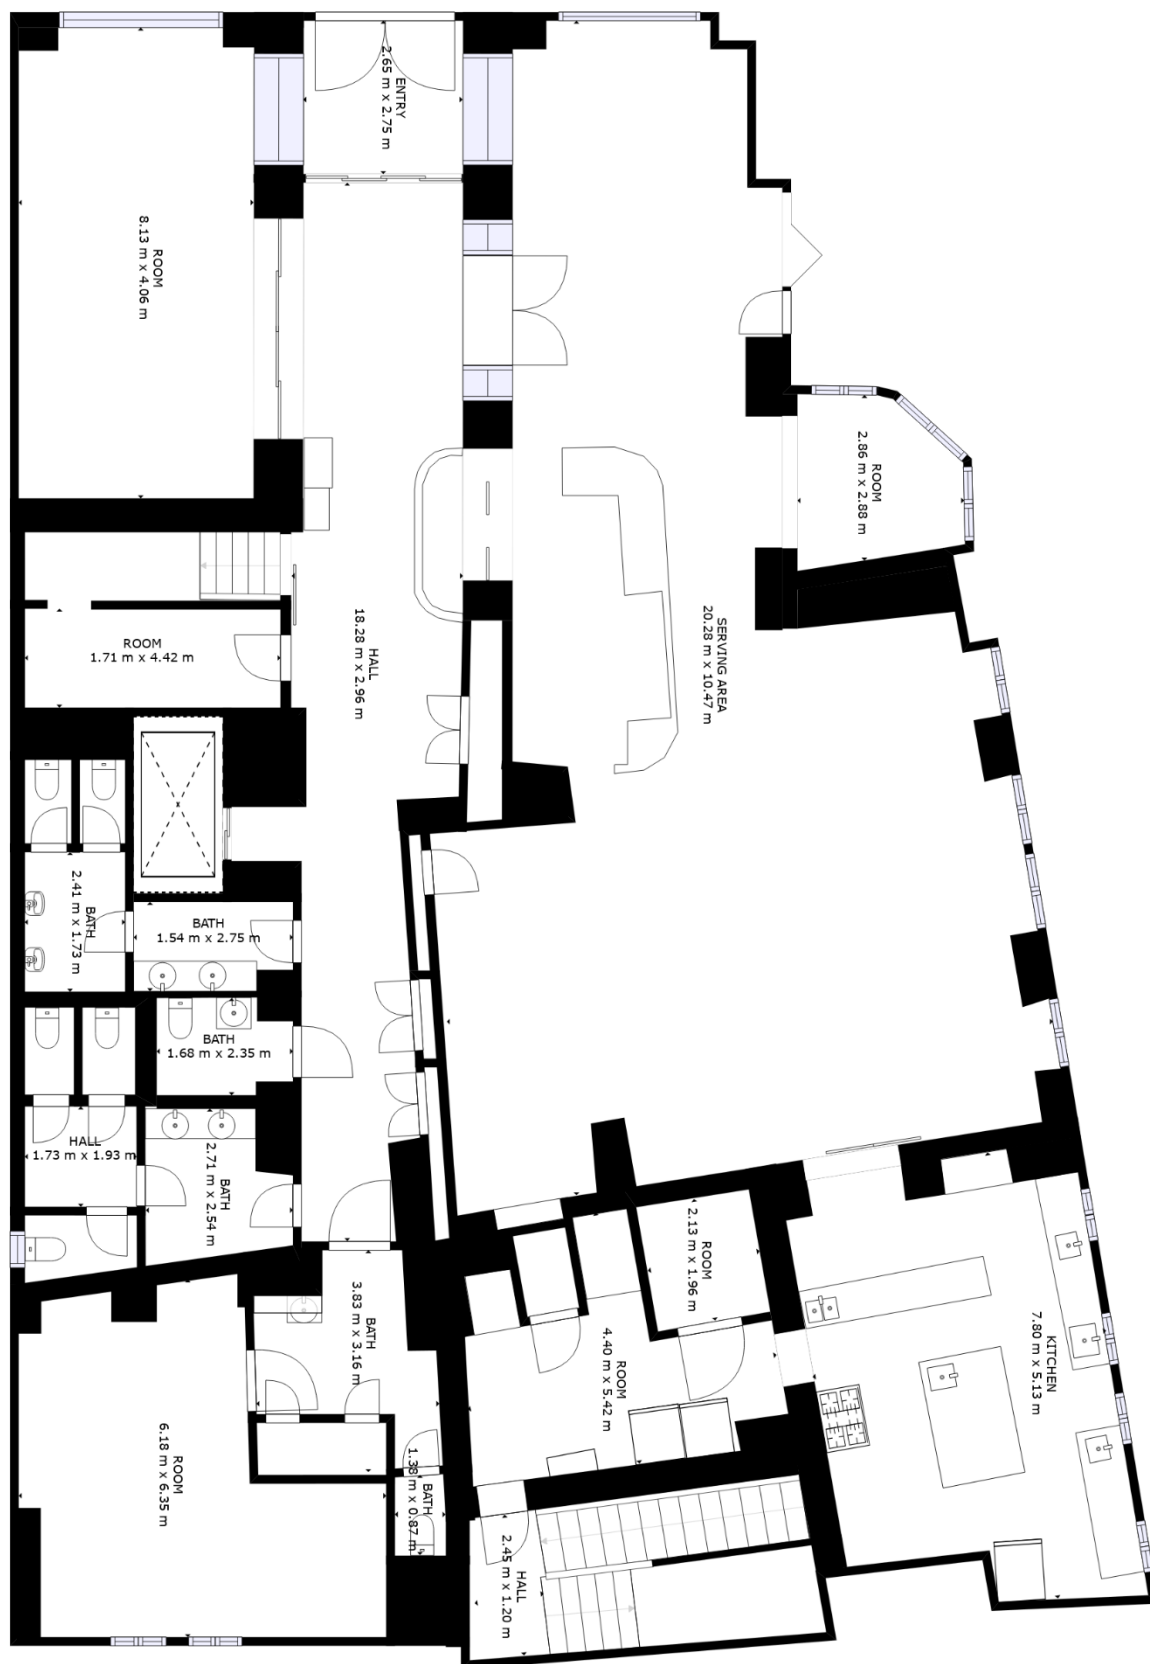 ENTRY
2.65 m x 2.75 m
ROOM
8.13 m x 4.06 m
ROOM
2.86 m x 2.88 m
HALL
18.28 m x 2.96 m
SERVING AREA
20.28 m x 10.47 m
ROOM
1.71 m x 4.42 m
BATH
2.41 m x 1.73 m
BATH
1.54 m x 2.75 m
BATH
1.68 m x 2.35 m
HALL
1.73 m x 1.93 m
BATH
2.71 m x 2.54 m
ROOM
2.13 m x 1.96 m
BATH
3.83 m x 3.16 m
ROOM
4.40 m x 5.42 m
KITCHEN
7.80 m x 5.13 m
ROOM
6.18 m x 6.35 m
BATH
1.38 m x 0.87 m
HALL
2.45 m x 1.20 m